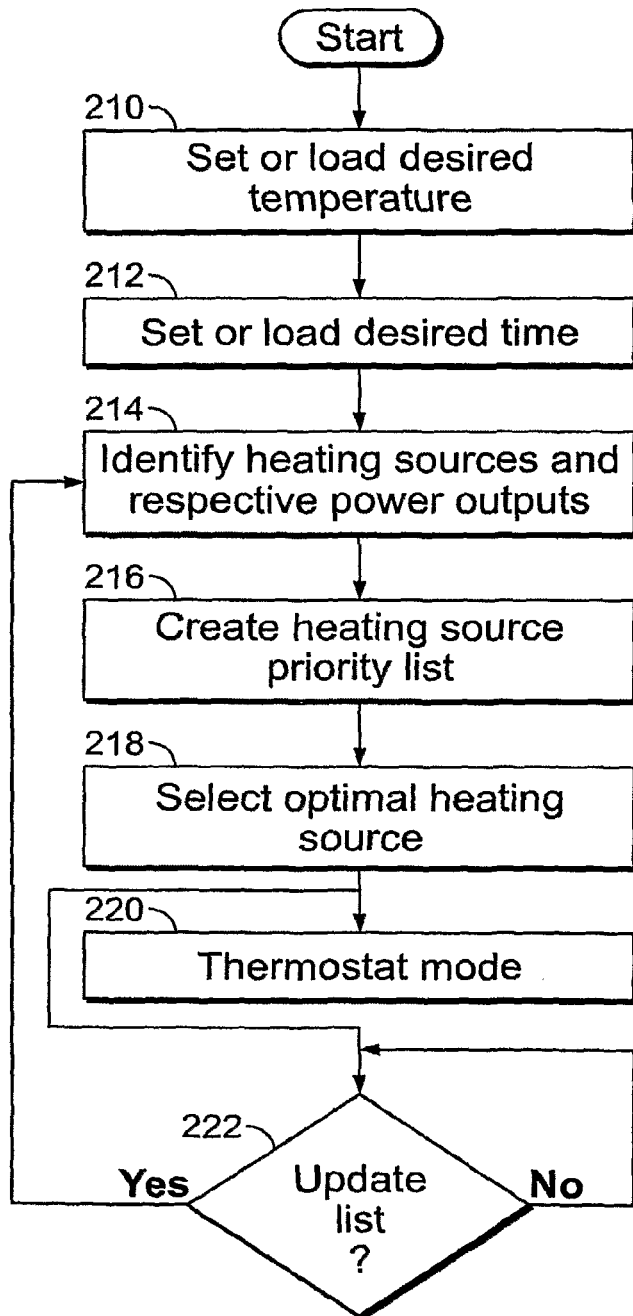 Start
210
Set or load desired
temperature
212
Set or load desired time
214
Identify heating sources and
respective power outputs
216
Create heating source
priority list
218
Select optimal heating
source
220
Thermostat mode
222
Yes
Update
list
?
No